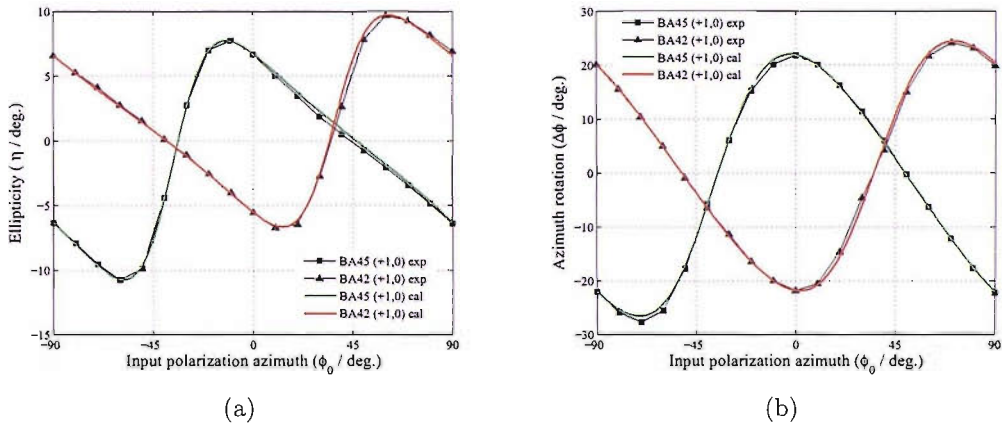 10
5
0
−5
−10
−15
−90
−45
0
45
90
Ellipticity ( η / deg.)
Input polarization azimuth (ϕ₀ / deg.)
BA45 (+1,0) exp
BA42 (+1,0) exp
BA45 (+1,0) cal
BA42 (+1,0) cal
(a)
30
20
10
0
−10
−20
−30
−90
−45
0
45
90
Azimuth rotation (Δϕ / deg.)
Input polarization azimuth (ϕ₀ / deg.)
BA45 (+1,0) exp
BA42 (+1,0) exp
BA45 (+1,0) cal
BA42 (+1,0) cal
(b)